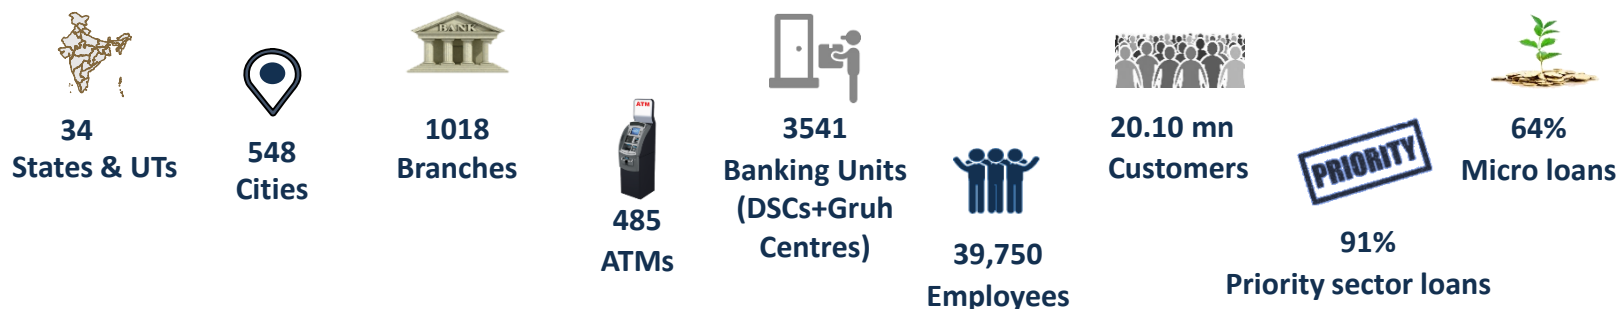 34
States & UTs
548
Cities
BANK
1018
Branches
ATM
485
ATMs
3541
Banking Units
(DSCs+Gruh
Centres)
39,750
Employees
20.10 mn
Customers
PRIORITY
91%
Priority sector loans
64%
Micro loans